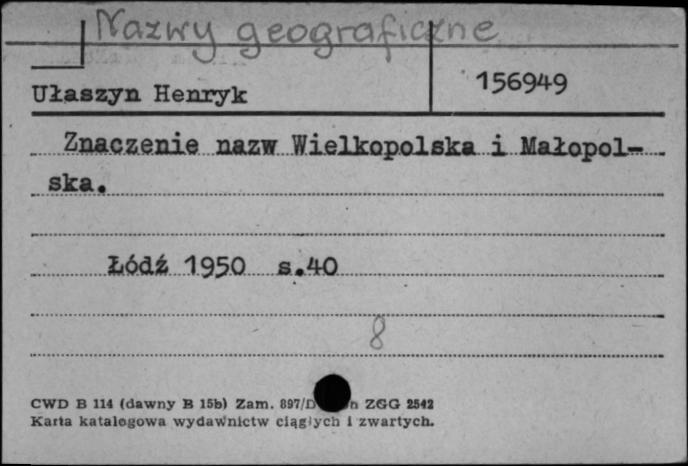 Nazwy geograficzne
Ułaszyn Henryk
156949
Znaczenie nazw Wielkopolska i Małopol-
ska.
Łódź 1950 s.40
8
CWD B 114 (dawny B 15b) Zam. 897/D ZGG 2542
Karta katalogowa wydawnictw ciągłych i zwartych.